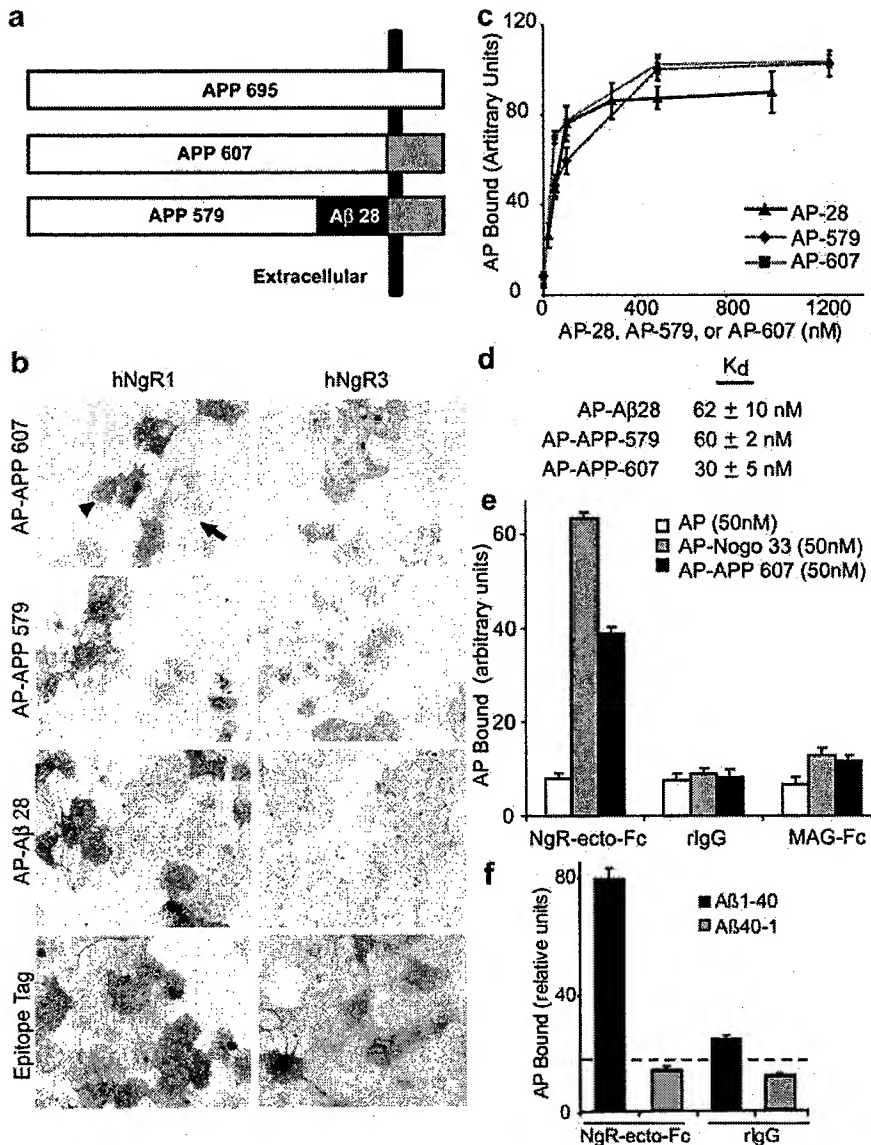 a
APP 695
APP 607
APP 579
Aβ 28
Extracellular
b
hNgR1
hNgR3
AP-APP 607
AP-APP 579
AP-Aβ 28
Epitope Tag
c
AP Bound (Artitrary Units)
120
80
40
0
0
400
800
1200
AP-28
AP-579
AP-607
AP-28, AP-579, or AP-607 (nM)
d
Kd
AP-Aβ28 62 ± 10 nM
AP-APP-579 60 ± 2 nM
AP-APP-607 30 ± 5 nM
e
AP Bound (arbitrary units)
60
40
20
0
AP (50nM)
AP-Nogo 33 (50nM)
AP-APP 607 (50nM)
NgR-ecto-Fc
rIgG
MAG-Fc
f
AP Bound (relative units)
80
40
0
Aβ1-40
Aβ40-1
NgR-ecto-Fc
rIgG